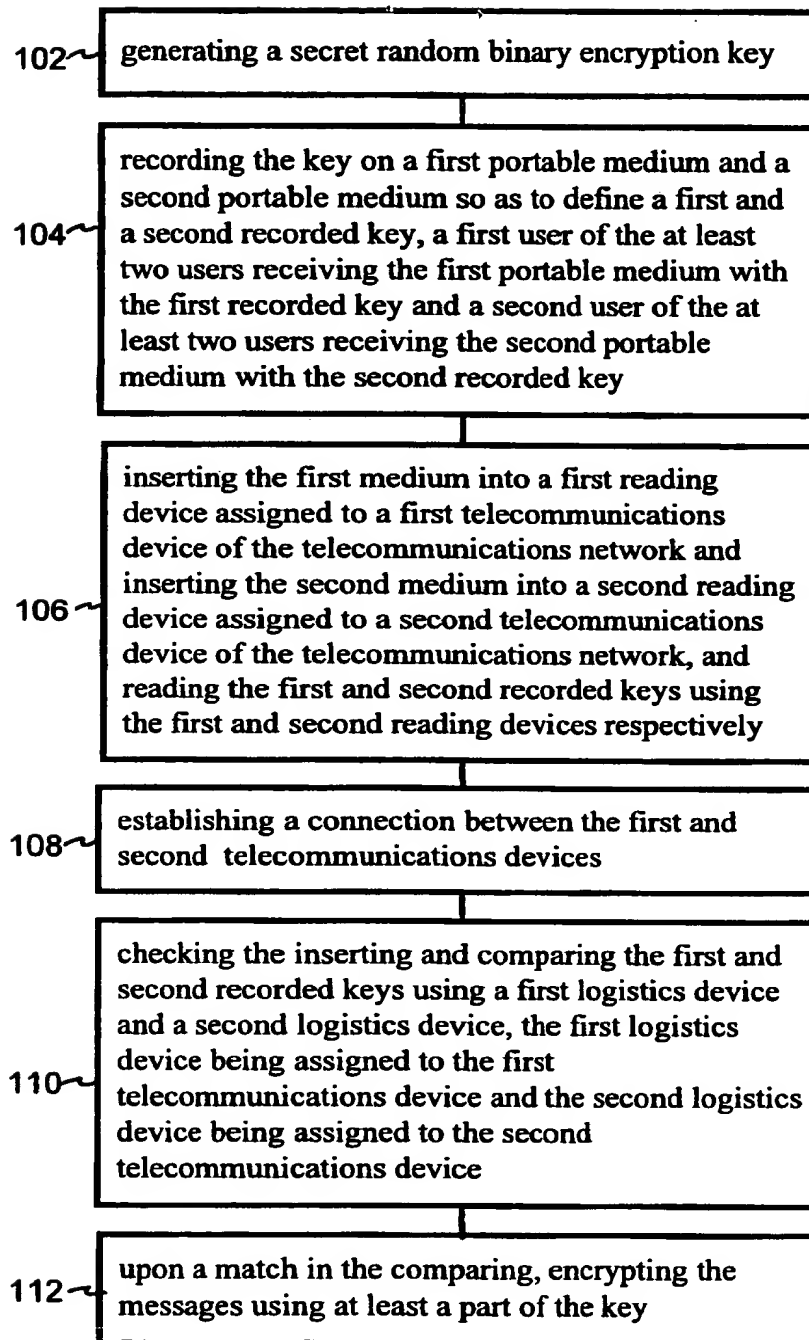 102 generating a secret random binary encryption key
recording the key on a first portable medium and a
second portable medium so as to define a first and
104 a second recorded key, a first user of the at least
two users receiving the first portable medium with
the first recorded key and a second user of the at
least two users receiving the second portable
medium with the second recorded key
inserting the first medium into a first reading
device assigned to a first telecommunications
device of the telecommunications network and
inserting the second medium into a second reading
106 device assigned to a second telecommunications
device of the telecommunications network, and
reading the first and second recorded keys using
the first and second reading devices respectively
establishing a connection between the first and
108 second telecommunications devices
checking the inserting and comparing the first and
second recorded keys using a first logistics device
and a second logistics device, the first logistics
device being assigned to the first
110 telecommunications device and the second logistics
device being assigned to the second
telecommunications device
upon a match in the comparing, encrypting the
112 messages using at least a part of the key